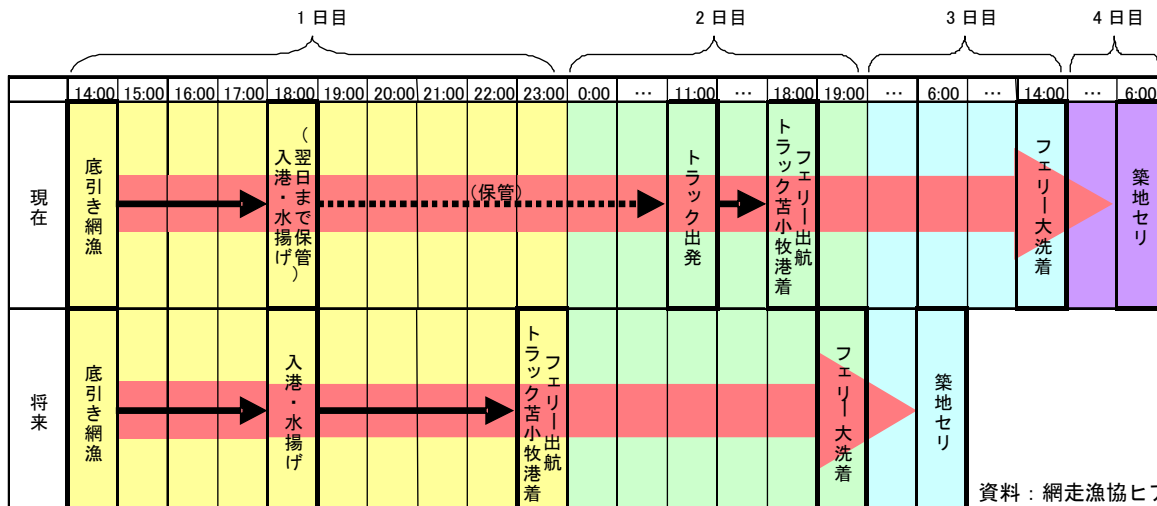 1日目
2日目
3日目
4日目
14:00 15:00 16:00 17:00 18:00 19:00 20:00 21:00 22:00 23:00 0:00 … 11:00 … 18:00 19:00 … 6:00 … 14:00 … 6:00
現在
底引き網漁
入港・水揚げ
(翌日まで保管)
(保管)
トラック出発
トラック苫小牧港着
フェリー出航
フェリー大洗着
築地セリ
将来
底引き網漁
入港・水揚げ
トラック苫小牧港着
フェリー出航
フェリー大洗着
築地セリ
資料:網走漁協ヒア